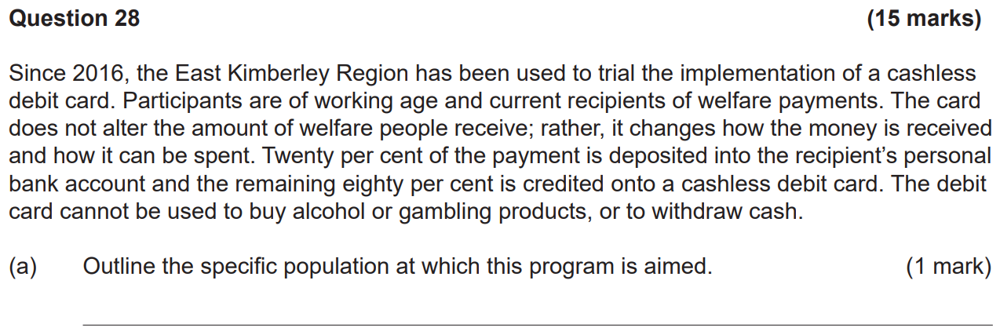 Question 28 (15 marks)
Since 2016, the East Kimberley Region has been used to trial the implementation of a cashless
debit card. Participants are of working age and current recipients of welfare payments. The card
does not alter the amount of welfare people receive; rather, it changes how the money is received
and how it can be spent. Twenty per cent of the payment is deposited into the recipient’s personal
bank account and the remaining eighty per cent is credited onto a cashless debit card. The debit
card cannot be used to buy alcohol or gambling products, or to withdraw cash.
(a) Outline the specific population at which this program is aimed. (1 mark)